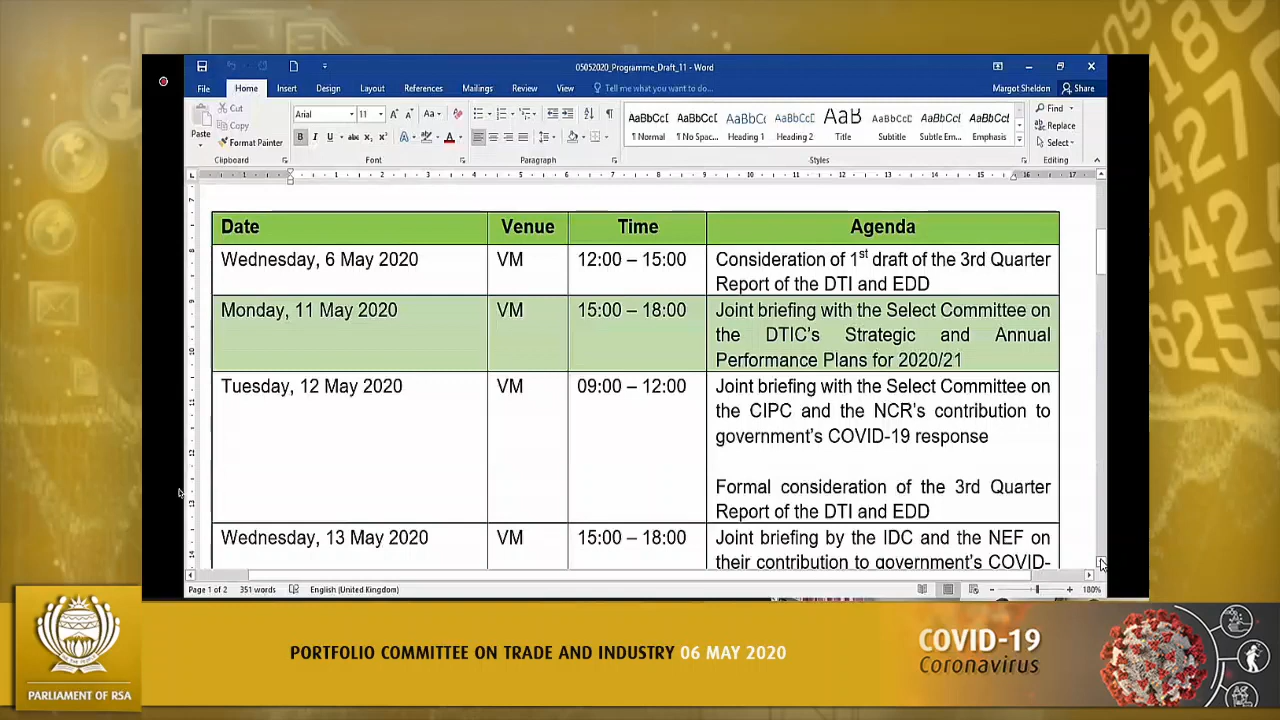 05052020_Programme_Draft_11 - Word
File Home Insert Design Layout References Mailings Review View Tell me what you want to do... Margot Sheldon Share
Paste
Cut
Copy
Format Painter
Clipboard
Arial 11
Font
Paragraph
AaBbCcI AaBbCcI AaBbCc AaBbCcI AaB AaBbCcI AaBbCcI AaBbCcI
¶ Normal ¶ No Spac... Heading 1 Heading 2 Title Subtitle Subtle Em... Emphasis
Styles
Find
Replace
Select
Editing
Date Venue Time Agenda
Wednesday, 6 May 2020 VM 12:00 – 15:00 Consideration of 1st draft of the 3rd Quarter
Report of the DTI and EDD
Monday, 11 May 2020 VM 15:00 – 18:00 Joint briefing with the Select Committee on
the DTIC’s Strategic and Annual
Performance Plans for 2020/21
Tuesday, 12 May 2020 VM 09:00 – 12:00 Joint briefing with the Select Committee on
the CIPC and the NCR’s contribution to
government’s COVID-19 response
Formal consideration of the 3rd Quarter
Report of the DTI and EDD
Wednesday, 13 May 2020 VM 15:00 – 18:00 Joint briefing by the IDC and the NEF on
their contribution to government’s COVID-
Page 1 of 2 351 words English (United Kingdom) 180%
PARLIAMENT OF RSA
PORTFOLIO COMMITTEE ON TRADE AND INDUSTRY 06 MAY 2020
COVID-19
Coronavirus